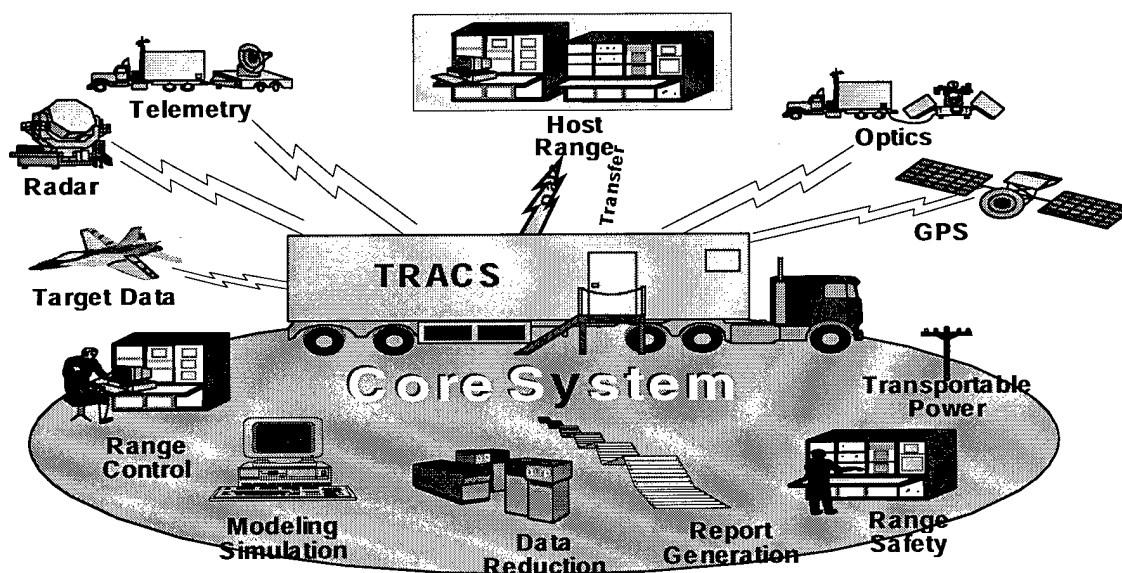 Telemetry
Host
Range
Optics
Radar
Data
Transfer
GPS
Target Data
TRACS
Core System
Transportable
Power
Range
Control
Modeling
Simulation
Data
Reduction
Report
Generation
Range
Safety